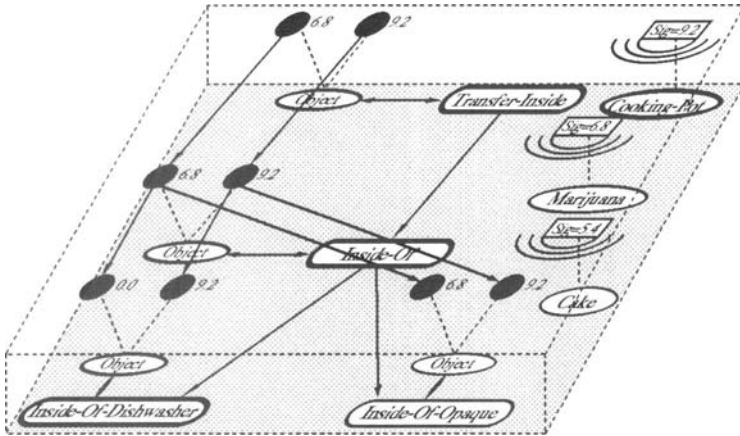 6.8
9.2
Sig=9.2
Object
Transfer-Inside
Cooking-Pot
Sig=6.8
6.8
9.2
Marijuana
Sig=5.4
Object
Inside-Of
0.0
9.2
6.8
9.2
Cake
Object
Object
Inside-Of-Dishwasher
Inside-Of-Opaque